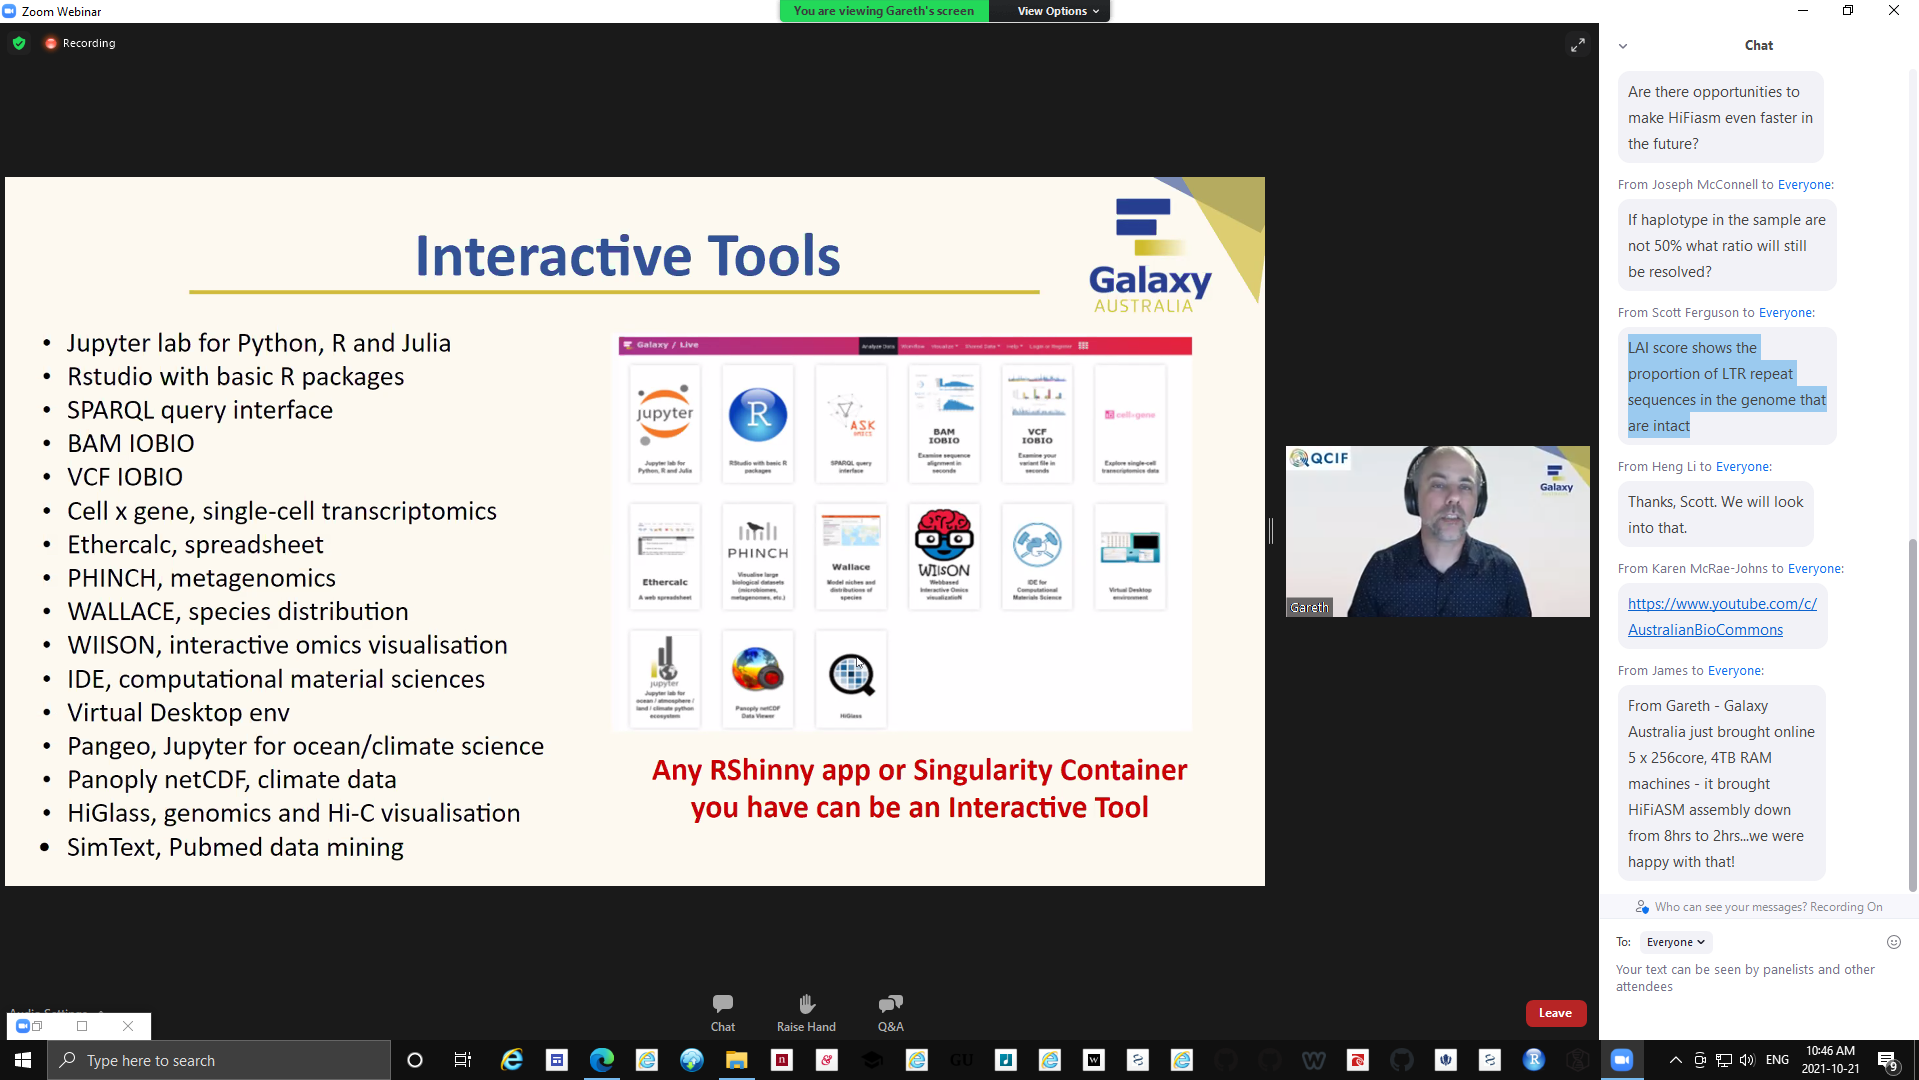 Zoom Webinar
You are viewing Gareth's screen
View Options
Recording
Interactive Tools
Galaxy
AUSTRALIA
• Jupyter lab for Python, R and Julia
• Rstudio with basic R packages
• SPARQL query interface
• BAM IOBIO
• VCF IOBIO
• Cell x gene, single-cell transcriptomics
• Ethercalc, spreadsheet
• PHINCH, metagenomics
• WALLACE, species distribution
• WIISON, interactive omics visualisation
• IDE, computational material sciences
• Virtual Desktop env
• Pangeo, Jupyter for ocean/climate science
• Panoply netCDF, climate data
• HiGlass, genomics and Hi-C visualisation
• SimText, Pubmed data mining
Galaxy / Live
Analyze Data Workflow Visualize Shared Data Help Login or Register
jupyter
Jupyter lab for
Python, R and Julia
R
RStudio with basic R
packages
ASK
OMICS
SPARQL query
interface
BAM
IOBIO
Examine sequence
alignment in
seconds
VCF
IOBIO
Examine your
variant file in
seconds
cell×gene
Explore single-cell
transcriptomics data
Ethercalc
A web spreadsheet
PHINCH
Visualise large
biological datasets
(microbiomes,
metagenomes, etc.)
Wallace
Model niches and
distributions of
species
WIISON
Webbased
Interactive Omics
visualizatioN
IDE for
Computational
Materials Science
Virtual Desktop
environment
jupyter
Jupyter lab for
ocean / atmosphere /
land / climate python
ecosystem
Panoply netCDF
Data Viewer
HiGlass
Any RShinny app or Singularity Container
you have can be an Interactive Tool
QCIF
Galaxy
Gareth
Chat
Are there opportunities to
make HiFiasm even faster in
the future?
From Joseph McConnell to Everyone:
If haplotype in the sample are
not 50% what ratio will still
be resolved?
From Scott Ferguson to Everyone:
LAI score shows the
proportion of LTR repeat
sequences in the genome that
are intact
From Heng Li to Everyone:
Thanks, Scott. We will look
into that.
From Karen McRae-Johns to Everyone:
https://www.youtube.com/c/
AustralianBioCommons
From James to Everyone:
From Gareth - Galaxy
Australia just brought online
5 x 256core, 4TB RAM
machines - it brought
HiFiASM assembly down
from 8hrs to 2hrs...we were
happy with that!
Who can see your messages? Recording On
To: Everyone
Your text can be seen by panelists and other
attendees
Audio Settings
Chat
Raise Hand
Q&A
Leave
Type here to search
GU
ENG
10:46 AM
2021-10-21
9